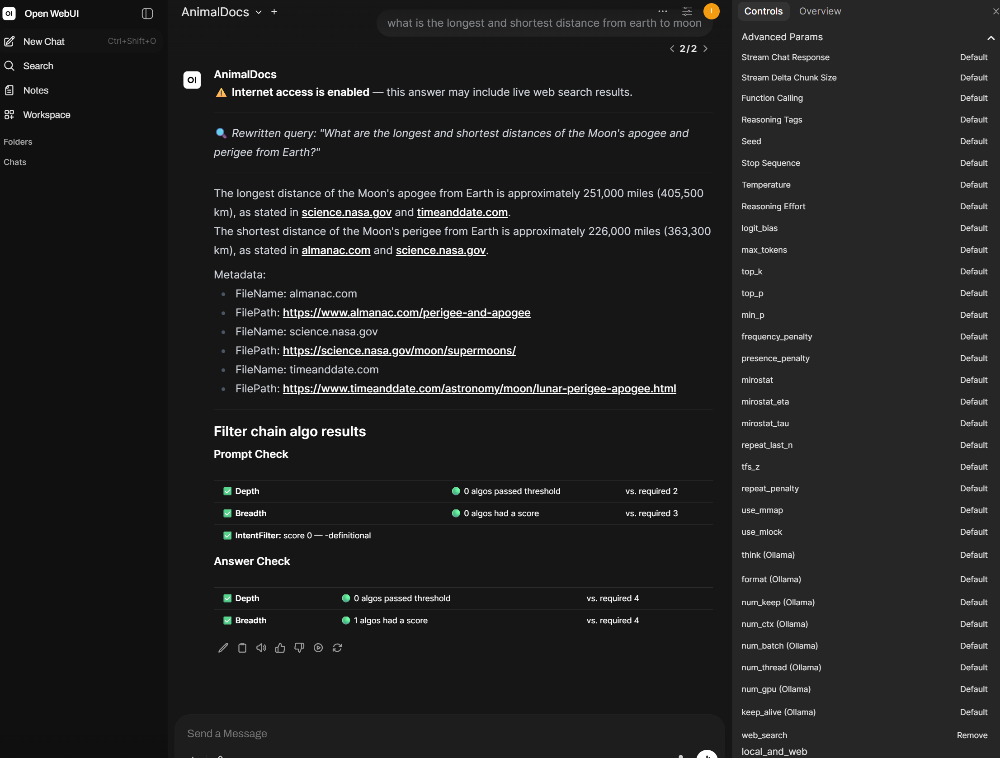 OI Open WebUI
New Chat Ctrl+Shift+O
Search
Notes
Workspace
Folders
Chats
AnimalDocs
I
what is the longest and shortest distance from earth to moon
2/2
OI
AnimalDocs
Internet access is enabled — this answer may include live web search results.
Rewritten query: "What are the longest and shortest distances of the Moon's apogee and
perigee from Earth?"
The longest distance of the Moon's apogee from Earth is approximately 251,000 miles (405,500
km), as stated in science.nasa.gov and timeanddate.com.
The shortest distance of the Moon's perigee from Earth is approximately 226,000 miles (363,300
km), as stated in almanac.com and science.nasa.gov.
Metadata:
• FileName: almanac.com
• FilePath: https://www.almanac.com/perigee-and-apogee
• FileName: science.nasa.gov
• FilePath: https://science.nasa.gov/moon/supermoons/
• FileName: timeanddate.com
• FilePath: https://www.timeanddate.com/astronomy/moon/lunar-perigee-apogee.html
Filter chain algo results
Prompt Check
Depth 0 algos passed threshold vs. required 2
Breadth 0 algos had a score vs. required 3
IntentFilter: score 0 — -definitional
Answer Check
Depth 0 algos passed threshold vs. required 4
Breadth 1 algos had a score vs. required 4
Send a Message
Controls Overview
Advanced Params
Stream Chat Response Default
Stream Delta Chunk Size Default
Function Calling Default
Reasoning Tags Default
Seed Default
Stop Sequence Default
Temperature Default
Reasoning Effort Default
logit_bias Default
max_tokens Default
top_k Default
top_p Default
min_p Default
frequency_penalty Default
presence_penalty Default
mirostat Default
mirostat_eta Default
mirostat_tau Default
repeat_last_n Default
tfs_z Default
repeat_penalty Default
use_mmap Default
use_mlock Default
think (Ollama) Default
format (Ollama) Default
num_keep (Ollama) Default
num_ctx (Ollama) Default
num_batch (Ollama) Default
num_thread (Ollama) Default
num_gpu (Ollama) Default
keep_alive (Ollama) Default
web_search Remove
local_and_web